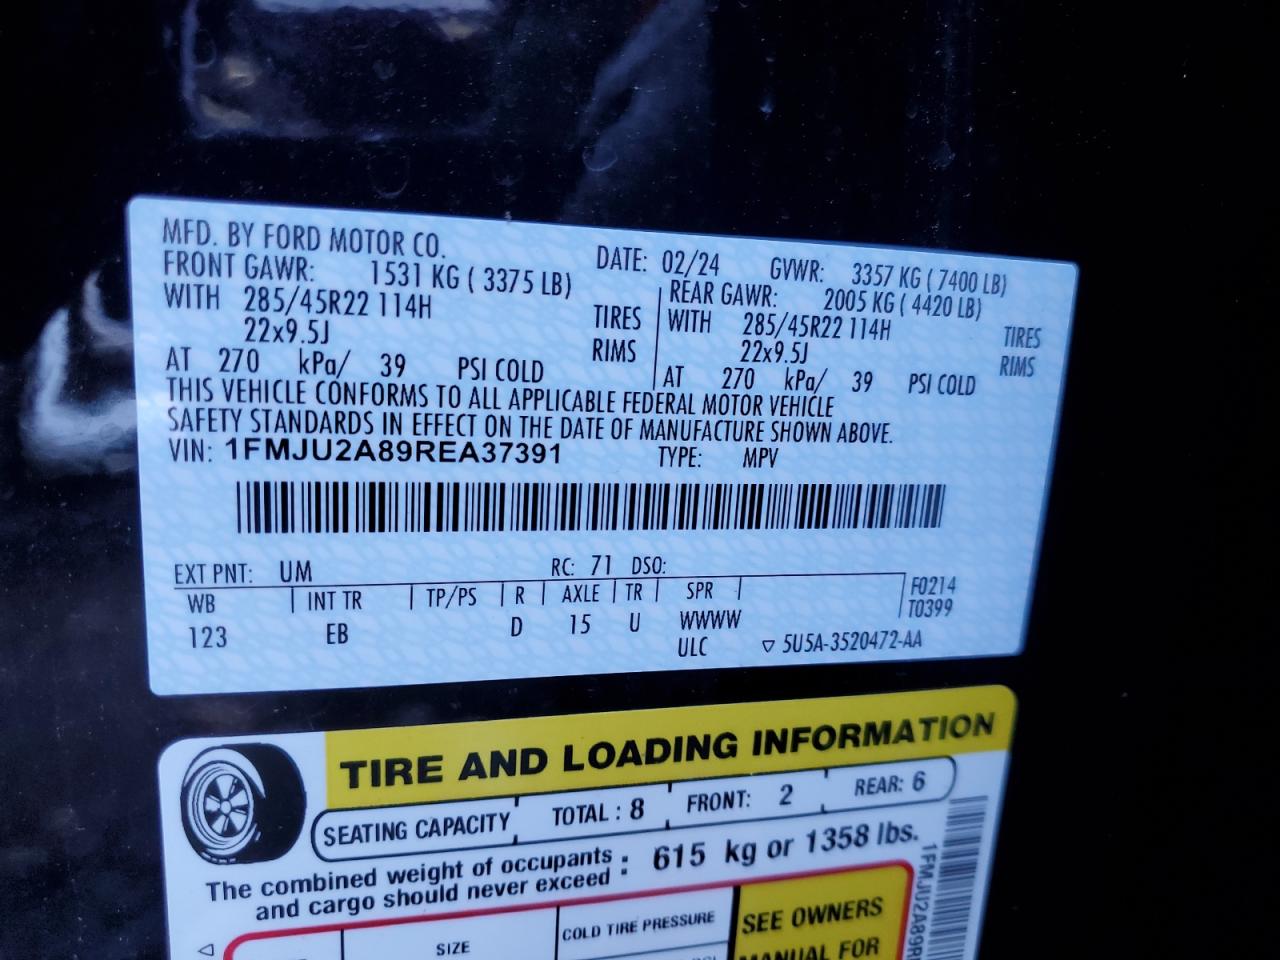 MFD. BY FORD MOTOR CO.
DATE: 02/24 GVWR: 3357 KG ( 7400 LB)
FRONT GAWR: 1531 KG ( 3375 LB)
WITH 285/45R22 114H TIRES
22x9.5J RIMS
AT 270 kPa/ 39 PSI COLD
REAR GAWR: 2005 KG ( 4420 LB)
WITH 285/45R22 114H TIRES
22x9.5J RIMS
AT 270 kPa/ 39 PSI COLD
THIS VEHICLE CONFORMS TO ALL APPLICABLE FEDERAL MOTOR VEHICLE
SAFETY STANDARDS IN EFFECT ON THE DATE OF MANUFACTURE SHOWN ABOVE.
VIN: 1FMJU2A89REA37391 TYPE: MPV
EXT PNT: UM RC: 71 DSO:
WB INT TR TP/PS R AXLE TR SPR F0214
T0399
123 EB D 15 U WWWW
ULC 5U5A-3520472-AA
TIRE AND LOADING INFORMATION
SEATING CAPACITY TOTAL : 8 FRONT: 2 REAR: 6
The combined weight of occupants
and cargo should never exceed : 615 kg or 1358 lbs.
SIZE COLD TIRE PRESSURE
SEE OWNERS
MANUAL FOR
1FMJU2A89R